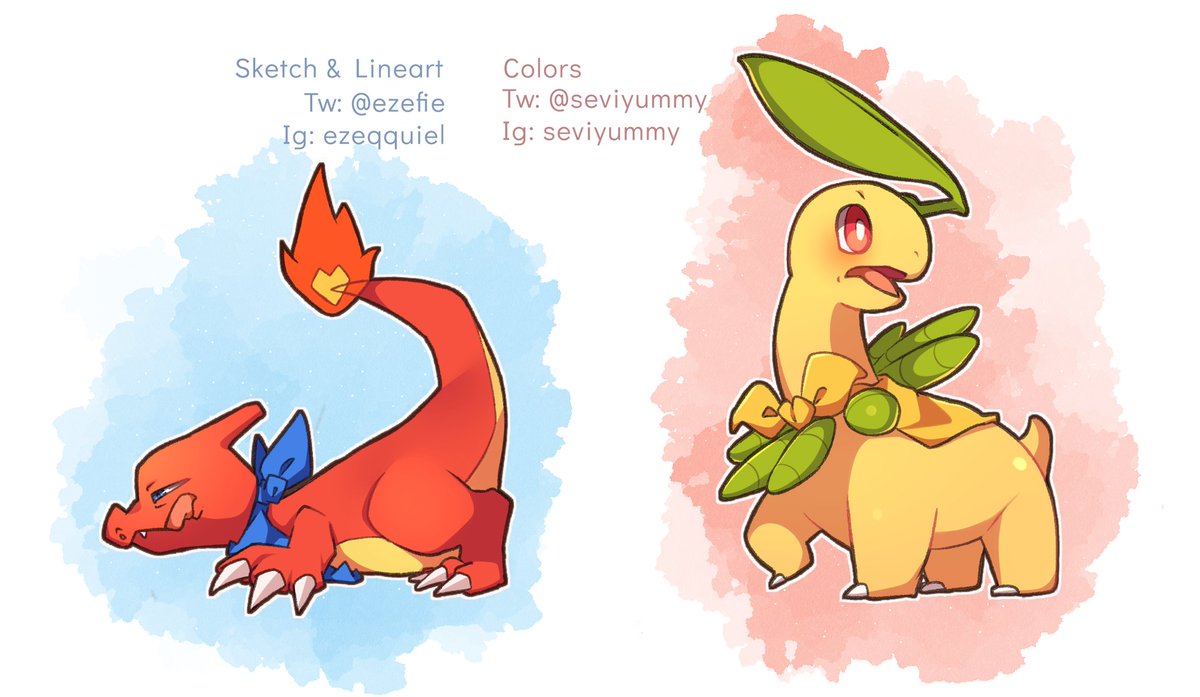 Sketch & Lineart
Tw: @ezefie
Ig: ezeqquiel
Colors
Tw: @seviyummy
Ig: seviyummy